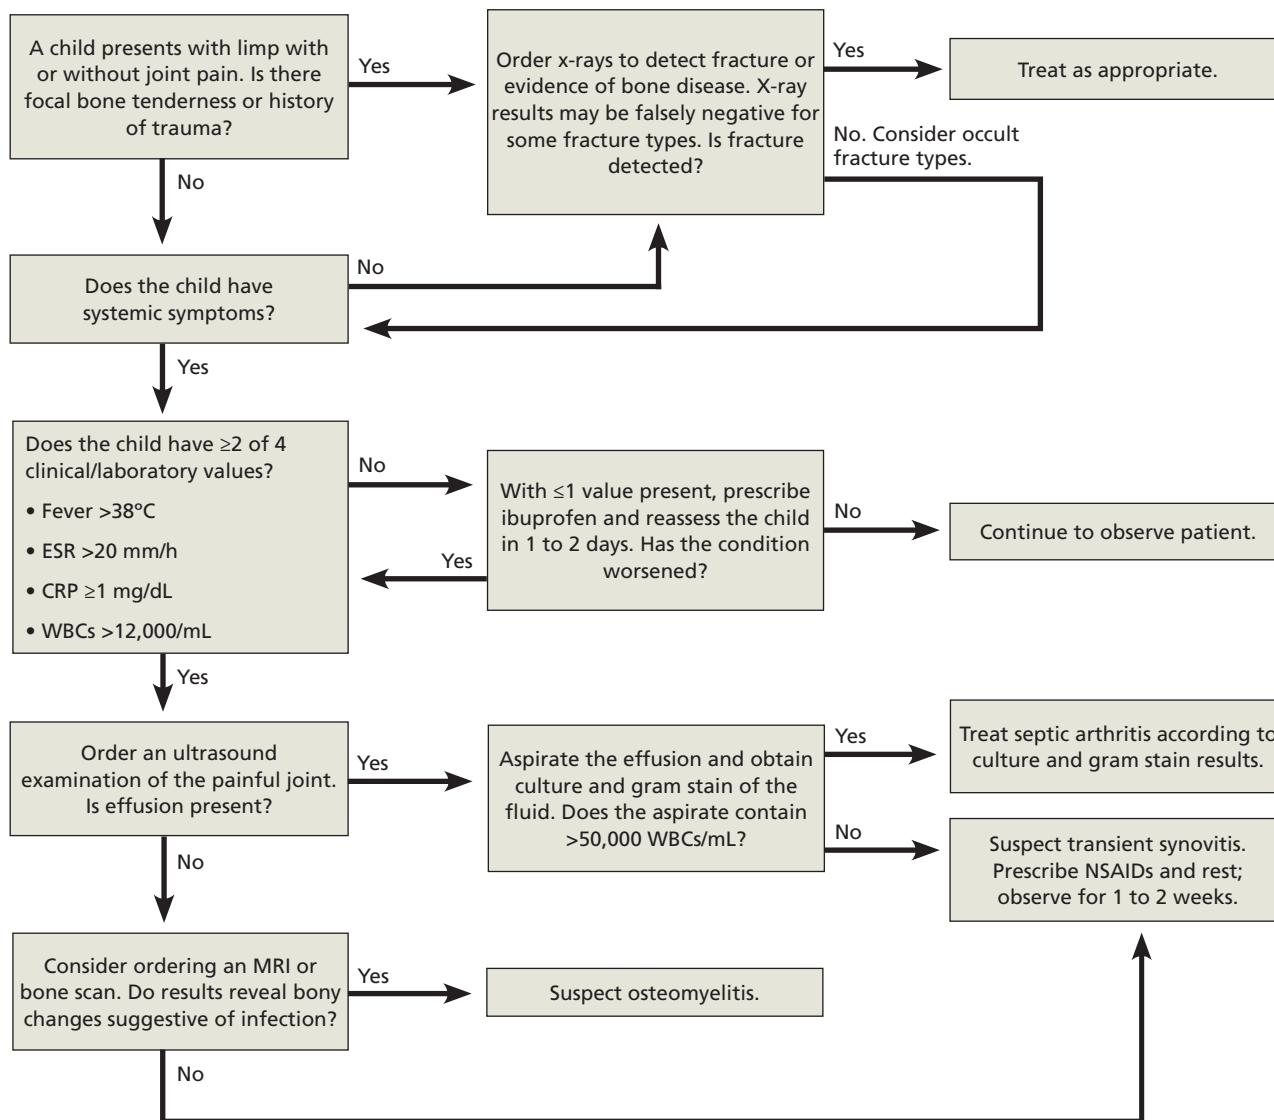 A child presents with limp with
or without joint pain. Is there
focal bone tenderness or history
of trauma?
Yes
Order x-rays to detect fracture or
evidence of bone disease. X-ray
results may be falsely negative for
some fracture types. Is fracture
detected?
Yes
Treat as appropriate.
No. Consider occult
fracture types.
No
Does the child have
systemic symptoms?
No
Yes
Does the child have ≥2 of 4
clinical/laboratory values?
• Fever >38ºC
• ESR >20 mm/h
• CRP ≥1 mg/dL
• WBCs >12,000/mL
No
Yes
With ≤1 value present, prescribe
ibuprofen and reassess the child
in 1 to 2 days. Has the condition
worsened?
No
Continue to observe patient.
Yes
Order an ultrasound
examination of the painful joint.
Is effusion present?
Yes
Aspirate the effusion and obtain
culture and gram stain of the
fluid. Does the aspirate contain
>50,000 WBCs/mL?
Yes
Treat septic arthritis according to
culture and gram stain results.
No
Suspect transient synovitis.
Prescribe NSAIDs and rest;
observe for 1 to 2 weeks.
No
Consider ordering an MRI or
bone scan. Do results reveal bony
changes suggestive of infection?
Yes
Suspect osteomyelitis.
No